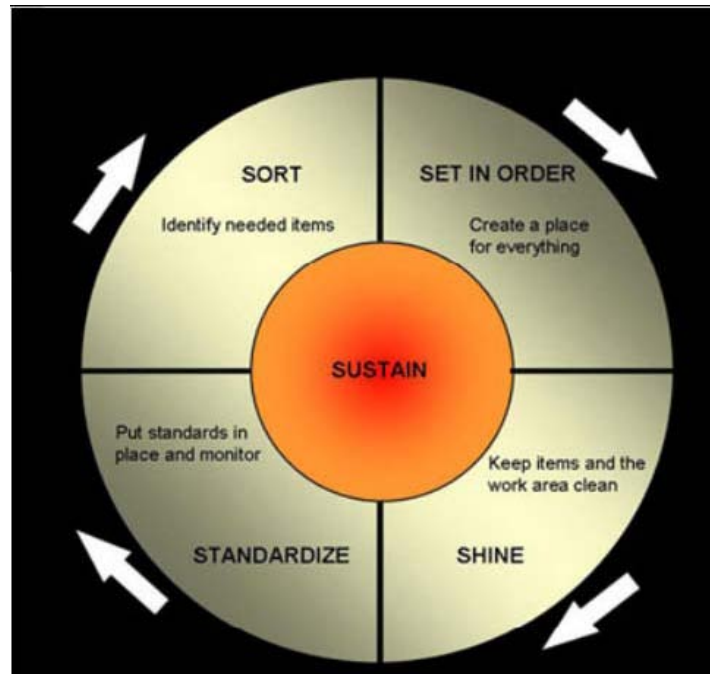 SORT
Identify needed items
SET IN ORDER
Create a place
for everything
SUSTAIN
Put standards in
place and monitor
STANDARDIZE
Keep items and the
work area clean
SHINE